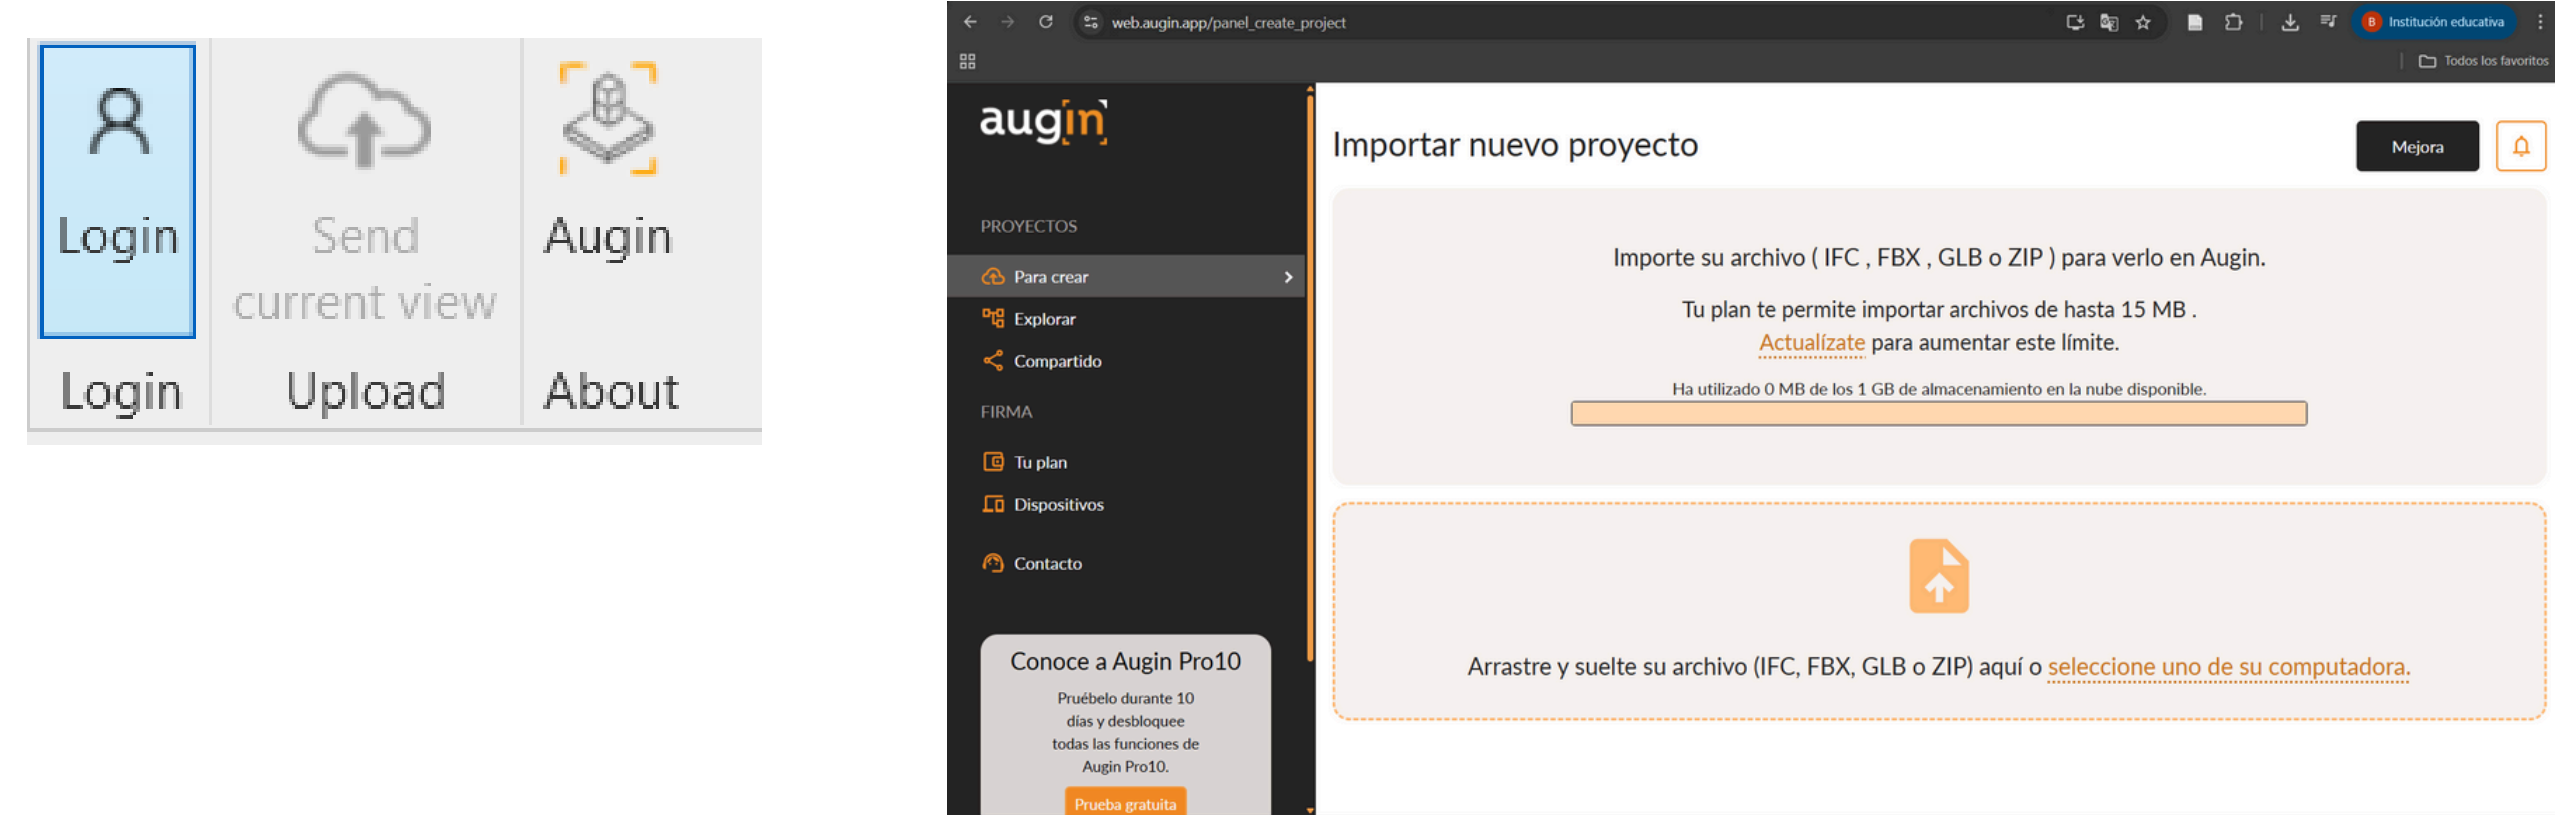 Login
Send
current view
Augin
Login
Upload
About
web.augin.app/panel_create_project
B Institución educativa
Todos los favoritos
augin
PROYECTOS
Para crear
Explorar
Compartido
FIRMA
Tu plan
Dispositivos
Contacto
Conoce a Augin Pro10
Pruébelo durante 10
días y desbloquee
todas las funciones de
Augin Pro10.
Prueba gratuita
Importar nuevo proyecto
Mejora
Importe su archivo ( IFC , FBX , GLB o ZIP ) para verlo en Augin.
Tu plan te permite importar archivos de hasta 15 MB .
Actualízate para aumentar este límite.
Ha utilizado 0 MB de los 1 GB de almacenamiento en la nube disponible.
Arrastre y suelte su archivo (IFC, FBX, GLB o ZIP) aquí o seleccione uno de su computadora.